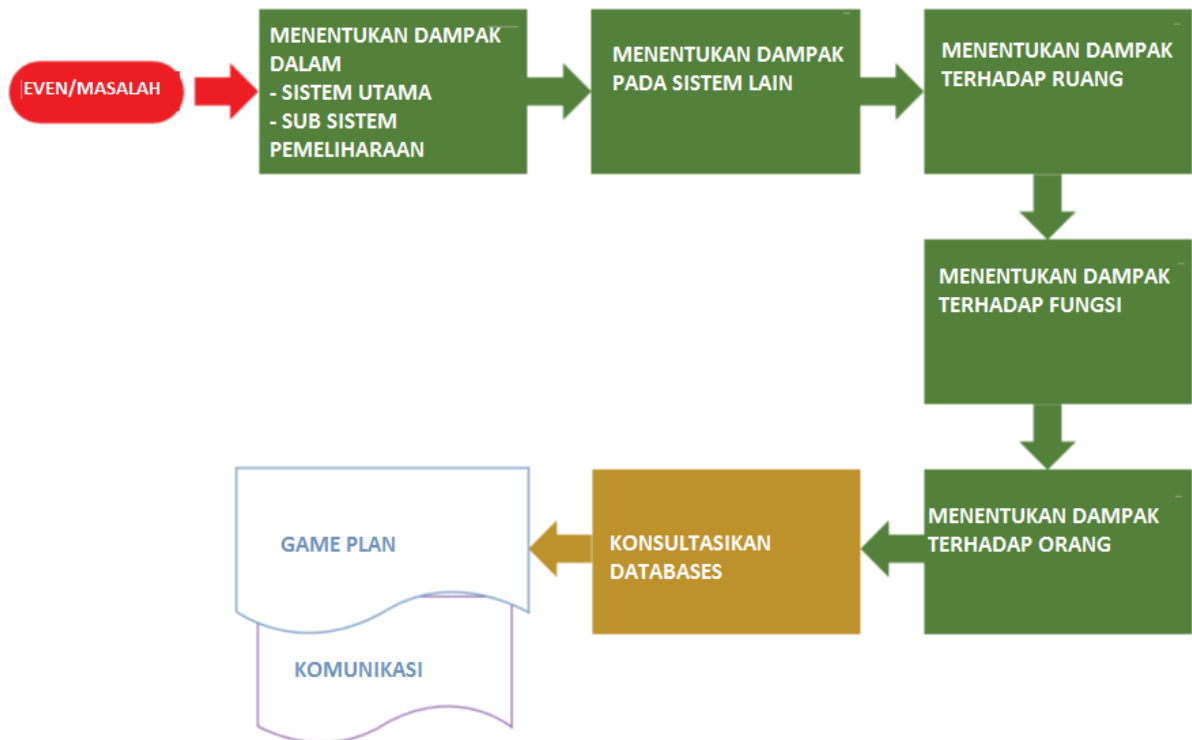 EVEN/MASALAH
MENENTUKAN DAMPAK
DALAM
- SISTEM UTAMA
- SUB SISTEM
PEMELIHARAAN
MENENTUKAN DAMPAK
PADA SISTEM LAIN
MENENTUKAN DAMPAK
TERHADAP RUANG
MENENTUKAN DAMPAK
TERHADAP FUNGSI
MENENTUKAN DAMPAK
TERHADAP ORANG
KONSULTASIKAN
DATABASES
GAME PLAN
KOMUNIKASI